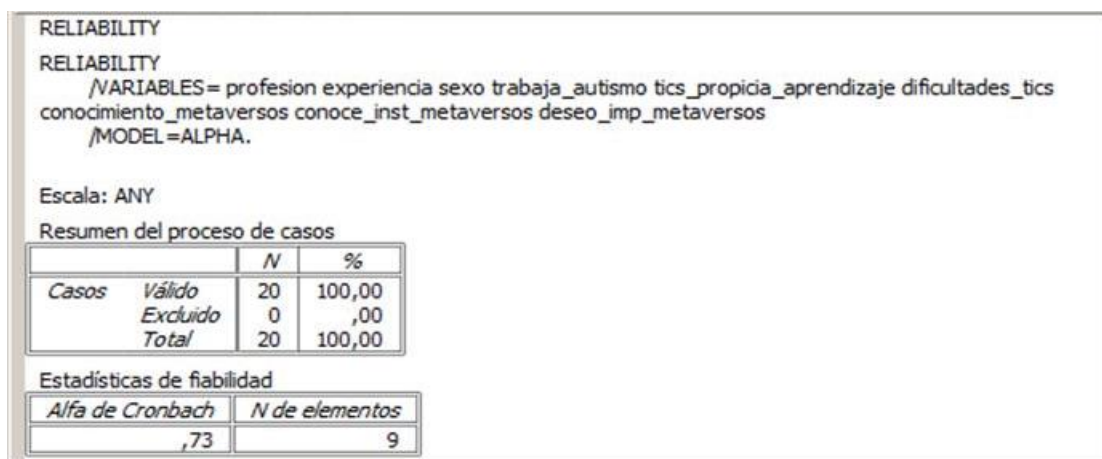 RELIABILITY
RELIABILITY
/VARIABLES= profesion experiencia sexo trabaja_autismo tics_propicia_aprendizaje dificultades_tics
conocimiento_metaversos conoce_inst_metaversos deseo_imp_metaversos
/MODEL=ALPHA.
Escala: ANY
Resumen del proceso de casos
N %
Casos Válido 20 100,00
Excluido 0 ,00
Total 20 100,00
Estadísticas de fiabilidad
Alfa de Cronbach N de elementos
,73 9